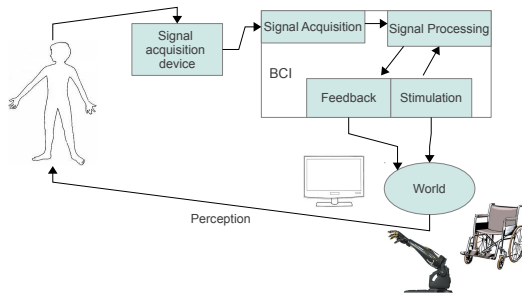 Signal
acquisition
device
Signal Acquisition
Signal Processing
BCI
Feedback
Stimulation
World
Perception